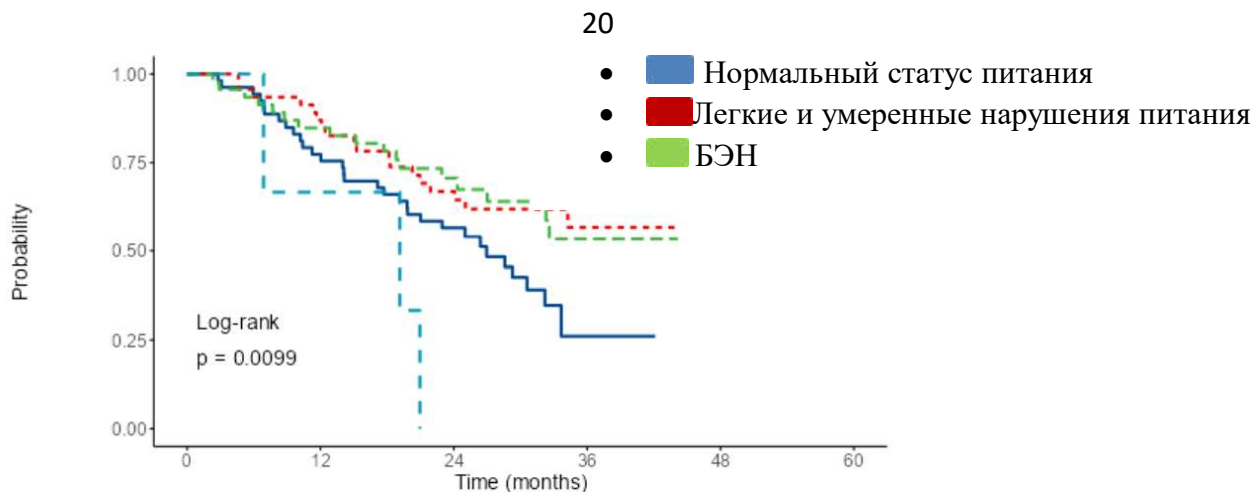 20
• Нормальный статус питания
• Легкие и умеренные нарушения питания
• БЭН
1.00
0.75
0.50
0.25
0.00
Probability
Log-rank
p = 0.0099
0 12 24 36 48 60
Time (months)